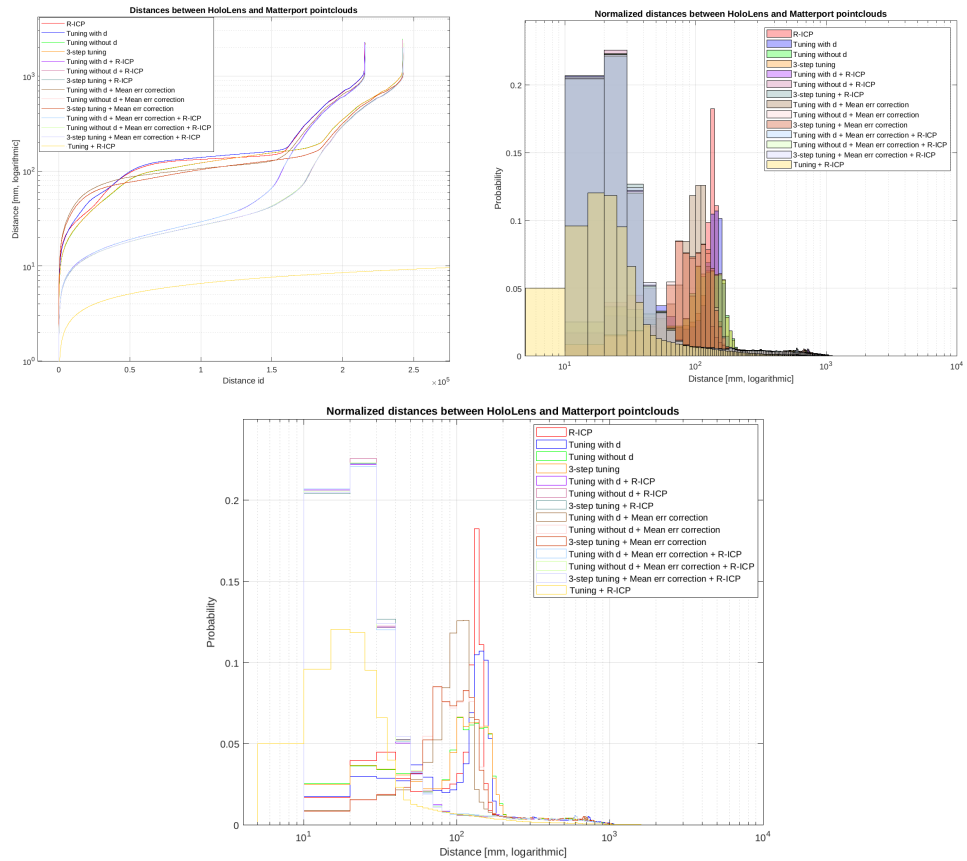 Distances between HoloLens and Matterport pointclouds
R-ICP
Tuning with d
Tuning without d
3-step tuning
Tuning with d + R-ICP
Tuning without d + R-ICP
3-step tuning + R-ICP
Tuning with d + Mean err correction
Tuning without d + Mean err correction
3-step tuning + Mean err correction
Tuning with d + Mean err correction + R-ICP
Tuning without d + Mean err correction + R-ICP
3-step tuning + Mean err correction + R-ICP
Tuning + R-ICP
Distance [mm, logarithmic]
10³
10²
10¹
10⁰
0 0.5 1 1.5 2 2.5
×10⁵
Distance id
Normalized distances between HoloLens and Matterport pointclouds
R-ICP
Tuning with d
Tuning without d
3-step tuning
Tuning with d + R-ICP
Tuning without d + R-ICP
3-step tuning + R-ICP
Tuning with d + Mean err correction
Tuning without d + Mean err correction
3-step tuning + Mean err correction
Tuning with d + Mean err correction + R-ICP
Tuning without d + Mean err correction + R-ICP
3-step tuning + Mean err correction + R-ICP
Tuning + R-ICP
Probability
0.2
0.15
0.1
0.05
0
10¹ 10² 10³ 10⁴
Distance [mm, logarithmic]
Normalized distances between HoloLens and Matterport pointclouds
R-ICP
Tuning with d
Tuning without d
3-step tuning
Tuning with d + R-ICP
Tuning without d + R-ICP
3-step tuning + R-ICP
Tuning with d + Mean err correction
Tuning without d + Mean err correction
3-step tuning + Mean err correction
Tuning with d + Mean err correction + R-ICP
Tuning without d + Mean err correction + R-ICP
3-step tuning + Mean err correction + R-ICP
Tuning + R-ICP
Probability
0.2
0.15
0.1
0.05
0
10¹ 10² 10³ 10⁴
Distance [mm, logarithmic]